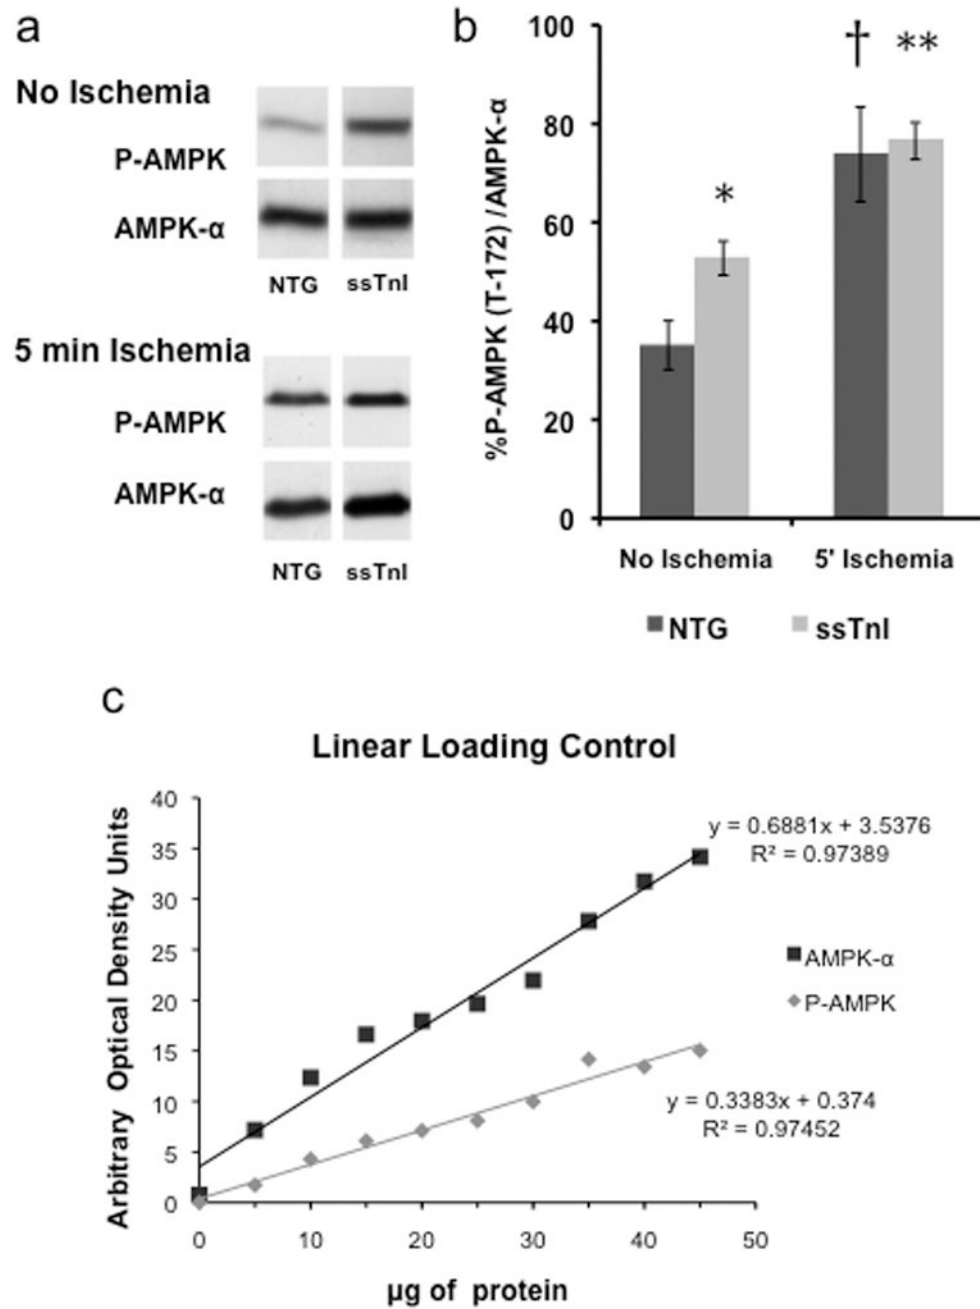 a
No Ischemia
P-AMPK
AMPK-α
NTG ssTnI
5 min Ischemia
P-AMPK
AMPK-α
NTG ssTnI
b
%P-AMPK (T-172) /AMPK-α
100
80
60
40
20
0
*
† **
No Ischemia 5' Ischemia
NTG ssTnI
c
Linear Loading Control
Arbitrary Optical Density Units
40
35
30
25
20
15
10
5
0
y = 0.6881x + 3.5376
R² = 0.97389
AMPK-α
P-AMPK
y = 0.3383x + 0.374
R² = 0.97452
0 10 20 30 40 50
µg of protein